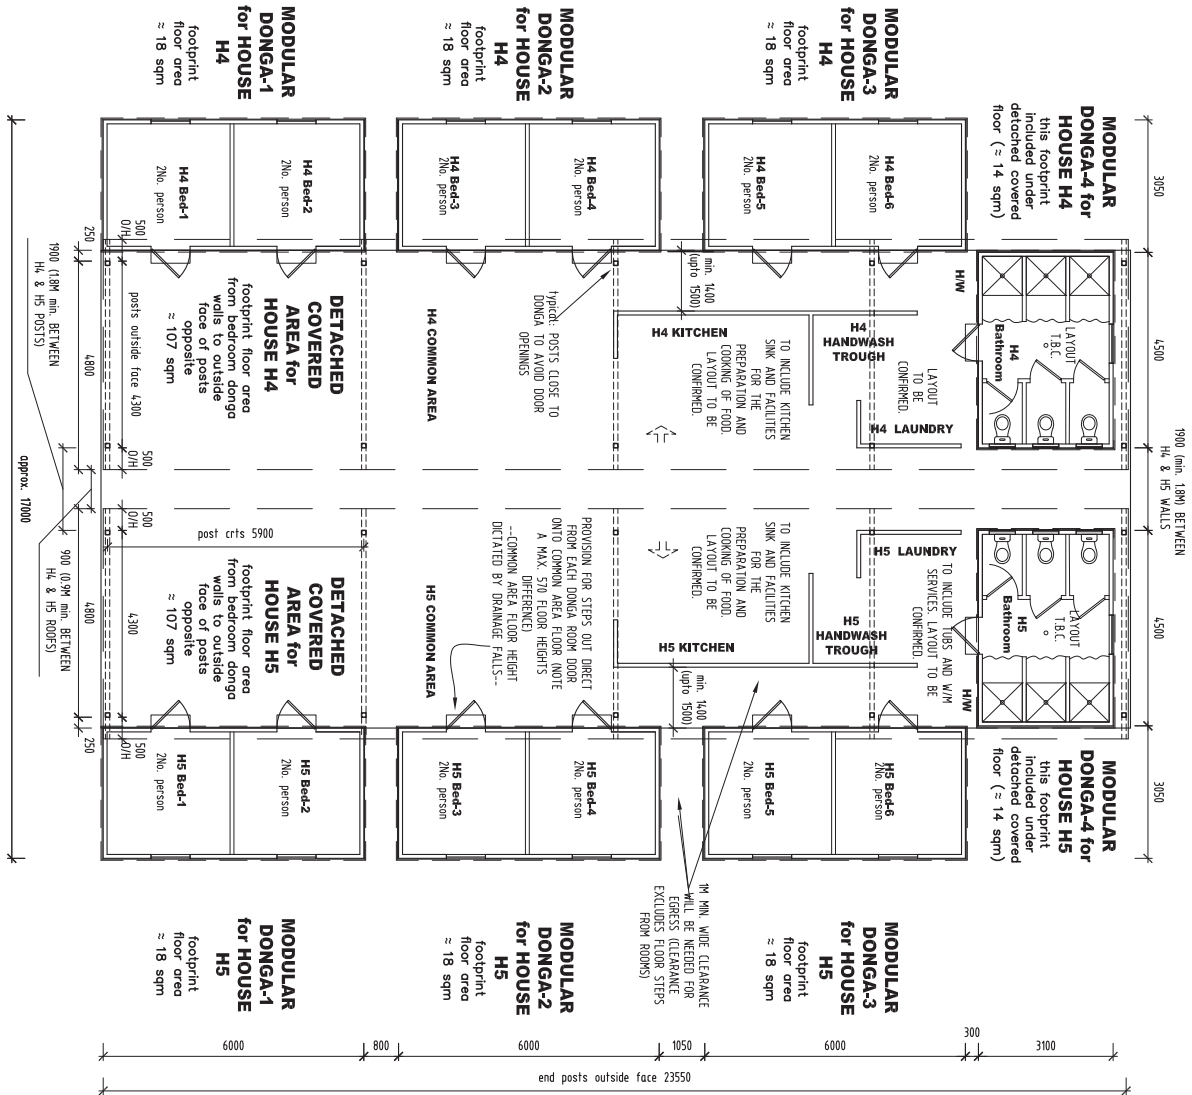 MODULAR
DONGA-1
for HOUSE
H4
footprint
floor area
≈ 18 sqm
MODULAR
DONGA-2
for HOUSE
H4
footprint
floor area
≈ 18 sqm
MODULAR
DONGA-3
for HOUSE
H4
footprint
floor area
≈ 18 sqm
MODULAR
DONGA-4 for
HOUSE H4
this footprint
included under
detached covered
floor (≈ 14 sqm)
H4 Bed-1
2No. person
H4 Bed-2
2No. person
H4 Bed-3
2No. person
H4 Bed-4
2No. person
H4 Bed-5
2No. person
H4 Bed-6
2No. person
3050
250
500
O/H
1900 (1.8M min. BETWEEN
H4 & H5 POSTS)
4800
posts outside face 4300
DETACHED
COVERED
AREA for
HOUSE H4
footprint floor area
from bedroom donga
walls to outside
face of posts
opposite
≈ 107 sqm
H4 COMMON AREA
typical: POSTS CLOSE TO
DONGA TO AVOID DOOR
OPENINGS
min. 1400
(upto 1500)
H4 KITCHEN
TO INCLUDE KITCHEN
SINK AND FACILITIES
FOR THE
PREPARATION AND
COOKING OF FOOD.
LAYOUT TO BE
CONFIRMED.
H4
HANDWASH
TROUGH
LAYOUT
TO BE
CONFIRMED.
H4 LAUNDRY
H/W
H4
Bathroom
LAYOUT
T.B.C.
4500
500
O/H
1900 (min. 1.8M) BETWEEN
H4 & H5 WALLS
approx. 17000
500
O/H
post crts 5900
900 (0.9M min. BETWEEN
H4 & H5 ROOFS)
4800
4300
DETACHED
COVERED
AREA for
HOUSE H5
footprint floor area
from bedroom donga
walls to outside
face of posts
opposite
≈ 107 sqm
H5 COMMON AREA
PROVISION FOR STEPS OUT DIRECT
FROM EACH DONGA ROOM DOOR
ONTO COMMON AREA FLOOR (NOTE
A MAX. 570 FLOOR HEIGHTS
DIFFERENCE)
--COMMON AREA FLOOR HEIGHT
DICTATED BY DRAINAGE FALLS--
TO INCLUDE KITCHEN
SINK AND FACILITIES
FOR THE
PREPARATION AND
COOKING OF FOOD.
LAYOUT TO BE
CONFIRMED.
H5 KITCHEN
min. 1400
(upto 1500)
H5 LAUNDRY
TO INCLUDE TUBS AND W/M
SERVICES. LAYOUT TO BE
CONFIRMED.
H5
HANDWASH
TROUGH
H/W
H5
Bathroom
LAYOUT
T.B.C.
4500
250
500
O/H
3050
H5 Bed-1
2No. person
H5 Bed-2
2No. person
H5 Bed-3
2No. person
H5 Bed-4
2No. person
H5 Bed-5
2No. person
H5 Bed-6
2No. person
MODULAR
DONGA-4 for
HOUSE H5
this footprint
included under
detached covered
floor (≈ 14 sqm)
1M MIN. WIDE CLEARANCE
WILL BE NEEDED FOR
EGRESS (CLEARANCE
EXCLUDES FLOOR STEPS
FROM ROOMS)
MODULAR
DONGA-1
for HOUSE
H5
footprint
floor area
≈ 18 sqm
MODULAR
DONGA-2
for HOUSE
H5
footprint
floor area
≈ 18 sqm
MODULAR
DONGA-3
for HOUSE
H5
footprint
floor area
≈ 18 sqm
6000
800
6000
1050
6000
300
3100
end posts outside face 23550